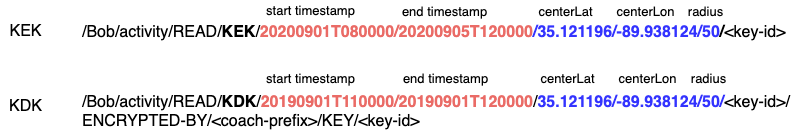 start timestamp end timestamp centerLat centerLon radius
KEK /Bob/activity/READ/KEK/20200901T080000/20200905T120000/35.121196/-89.938124/50/<key-id>
start timestamp end timestamp centerLat centerLon radius
KDK /Bob/activity/READ/KDK/20190901T110000/20190901T120000/35.121196/-89.938124/50/<key-id>/
ENCRYPTED-BY/<coach-prefix>/KEY/<key-id>